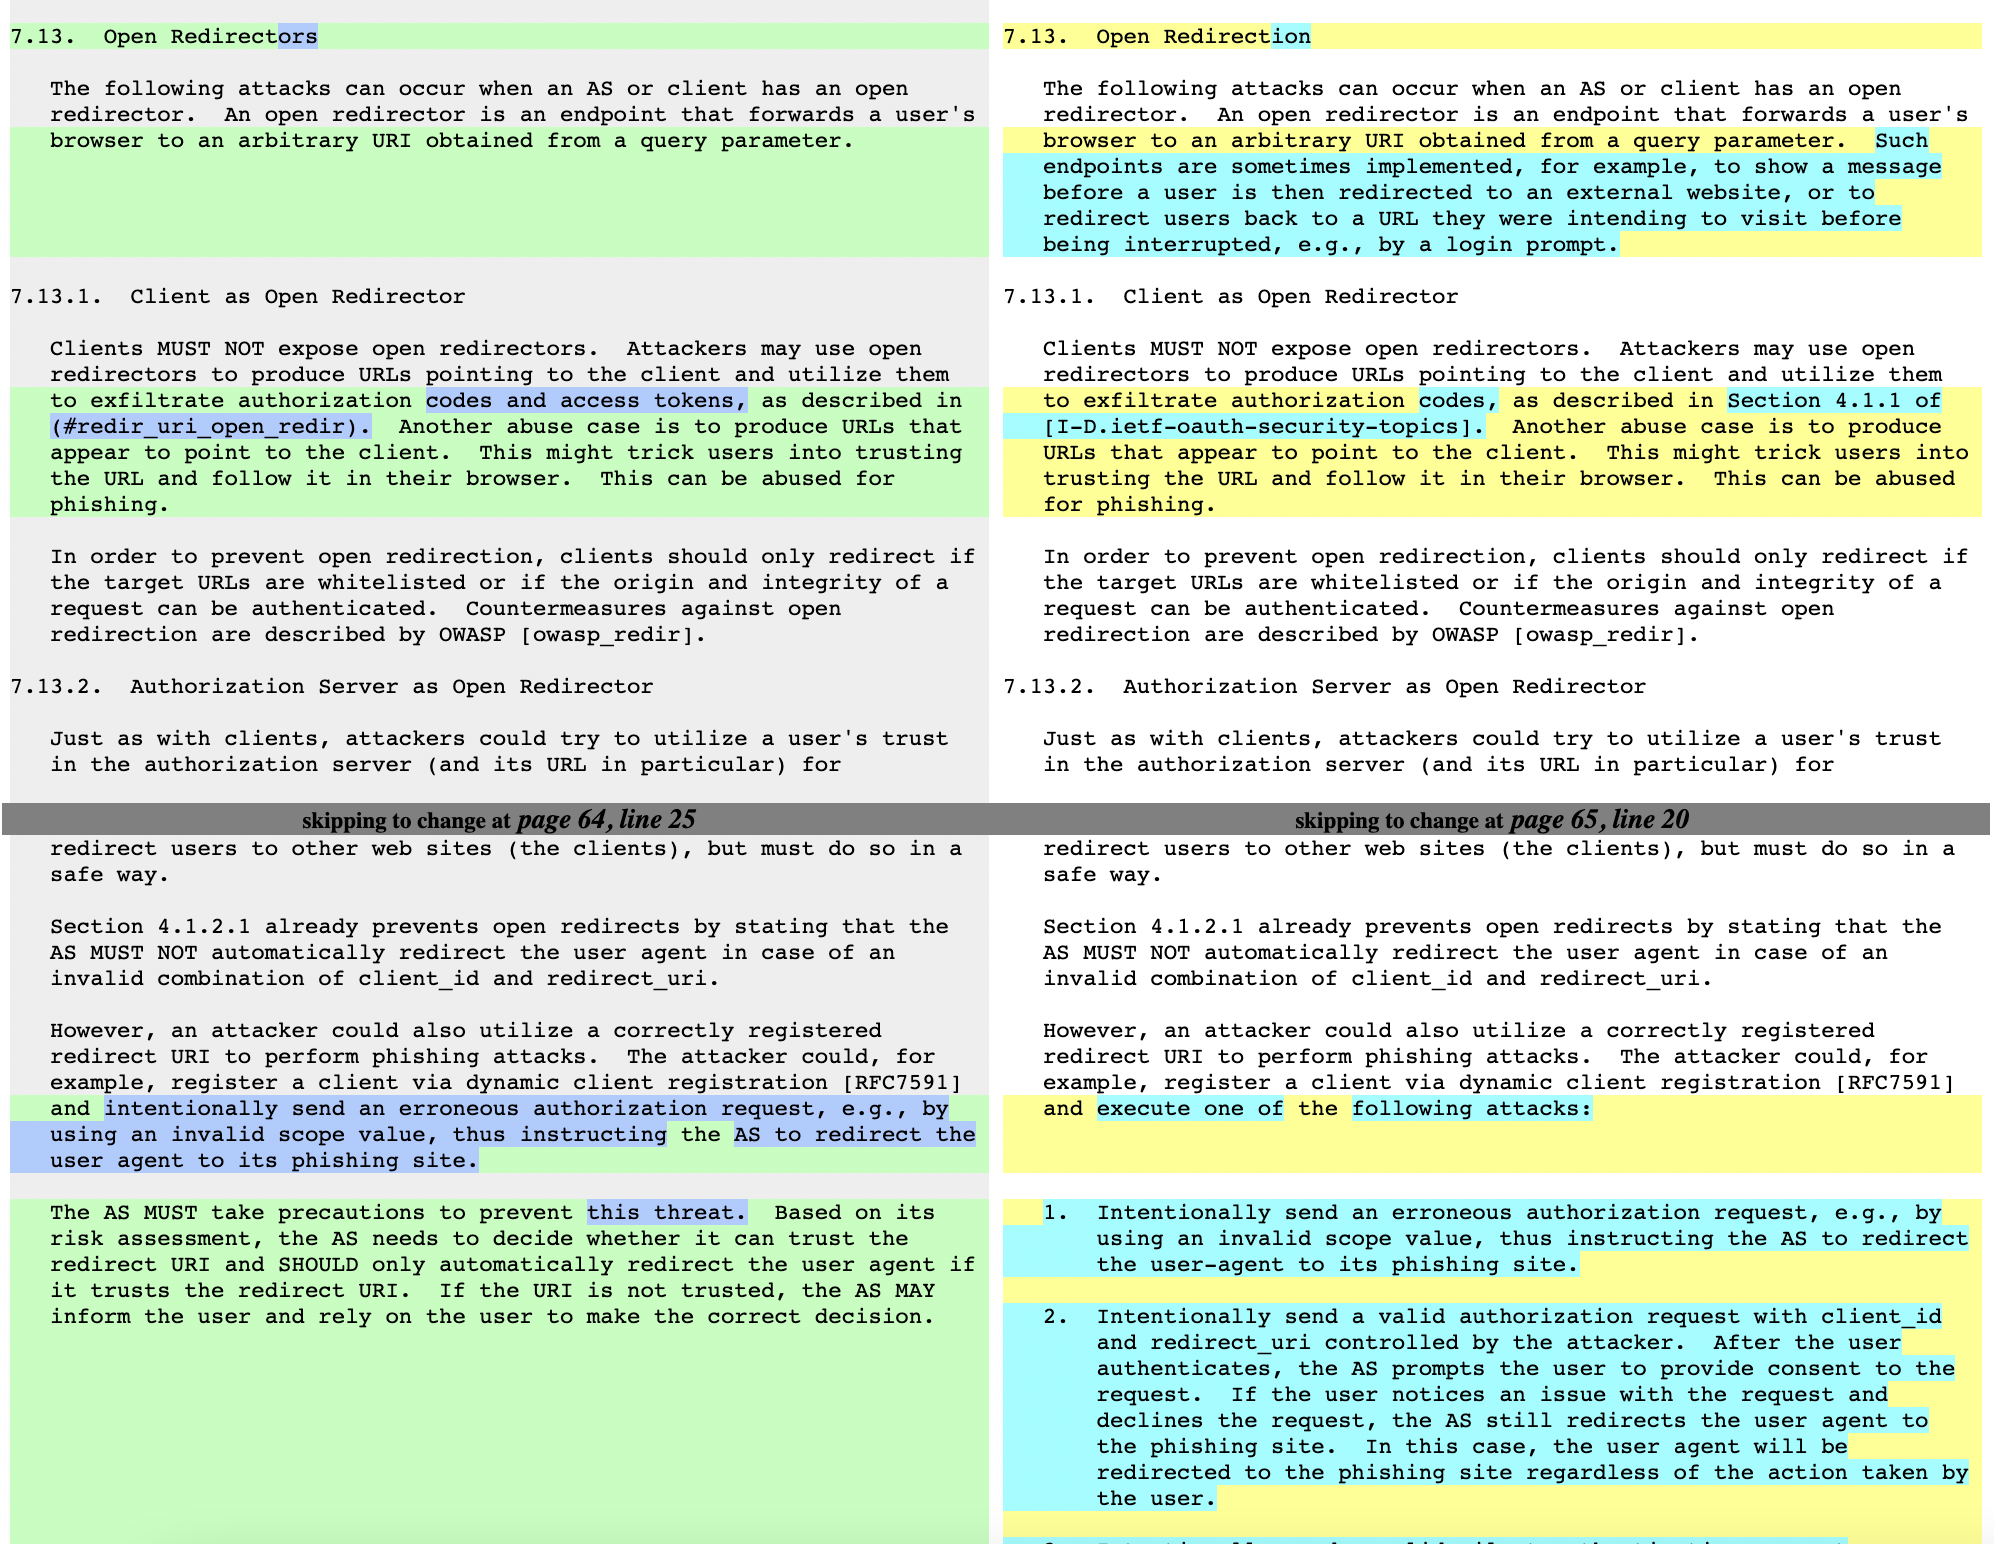 7.13.  Open Redirectors
The following attacks can occur when an AS or client has an open
redirector.  An open redirector is an endpoint that forwards a user's
browser to an arbitrary URI obtained from a query parameter.
7.13.1.  Client as Open Redirector
Clients MUST NOT expose open redirectors.  Attackers may use open
redirectors to produce URLs pointing to the client and utilize them
to exfiltrate authorization codes and access tokens, as described in
(#redir_uri_open_redir).  Another abuse case is to produce URLs that
appear to point to the client.  This might trick users into trusting
the URL and follow it in their browser.  This can be abused for
phishing.
In order to prevent open redirection, clients should only redirect if
the target URLs are whitelisted or if the origin and integrity of a
request can be authenticated.  Countermeasures against open
redirection are described by OWASP [owasp_redir].
7.13.2.  Authorization Server as Open Redirector
Just as with clients, attackers could try to utilize a user's trust
in the authorization server (and its URL in particular) for
skipping to change at page 64, line 25
redirect users to other web sites (the clients), but must do so in a
safe way.
Section 4.1.2.1 already prevents open redirects by stating that the
AS MUST NOT automatically redirect the user agent in case of an
invalid combination of client_id and redirect_uri.
However, an attacker could also utilize a correctly registered
redirect URI to perform phishing attacks.  The attacker could, for
example, register a client via dynamic client registration [RFC7591]
and intentionally send an erroneous authorization request, e.g., by
using an invalid scope value, thus instructing the AS to redirect the
user agent to its phishing site.
The AS MUST take precautions to prevent this threat.  Based on its
risk assessment, the AS needs to decide whether it can trust the
redirect URI and SHOULD only automatically redirect the user agent if
it trusts the redirect URI.  If the URI is not trusted, the AS MAY
inform the user and rely on the user to make the correct decision.
7.13.  Open Redirection
The following attacks can occur when an AS or client has an open
redirector.  An open redirector is an endpoint that forwards a user's
browser to an arbitrary URI obtained from a query parameter.  Such
endpoints are sometimes implemented, for example, to show a message
before a user is then redirected to an external website, or to
redirect users back to a URL they were intending to visit before
being interrupted, e.g., by a login prompt.
7.13.1.  Client as Open Redirector
Clients MUST NOT expose open redirectors.  Attackers may use open
redirectors to produce URLs pointing to the client and utilize them
to exfiltrate authorization codes, as described in Section 4.1.1 of
[I-D.ietf-oauth-security-topics].  Another abuse case is to produce
URLs that appear to point to the client.  This might trick users into
trusting the URL and follow it in their browser.  This can be abused
for phishing.
In order to prevent open redirection, clients should only redirect if
the target URLs are whitelisted or if the origin and integrity of a
request can be authenticated.  Countermeasures against open
redirection are described by OWASP [owasp_redir].
7.13.2.  Authorization Server as Open Redirector
Just as with clients, attackers could try to utilize a user's trust
in the authorization server (and its URL in particular) for
skipping to change at page 65, line 20
redirect users to other web sites (the clients), but must do so in a
safe way.
Section 4.1.2.1 already prevents open redirects by stating that the
AS MUST NOT automatically redirect the user agent in case of an
invalid combination of client_id and redirect_uri.
However, an attacker could also utilize a correctly registered
redirect URI to perform phishing attacks.  The attacker could, for
example, register a client via dynamic client registration [RFC7591]
and execute one of the following attacks:
1.  Intentionally send an erroneous authorization request, e.g., by
using an invalid scope value, thus instructing the AS to redirect
the user-agent to its phishing site.
2.  Intentionally send a valid authorization request with client_id
and redirect_uri controlled by the attacker.  After the user
authenticates, the AS prompts the user to provide consent to the
request.  If the user notices an issue with the request and
declines the request, the AS still redirects the user agent to
the phishing site.  In this case, the user agent will be
redirected to the phishing site regardless of the action taken by
the user.